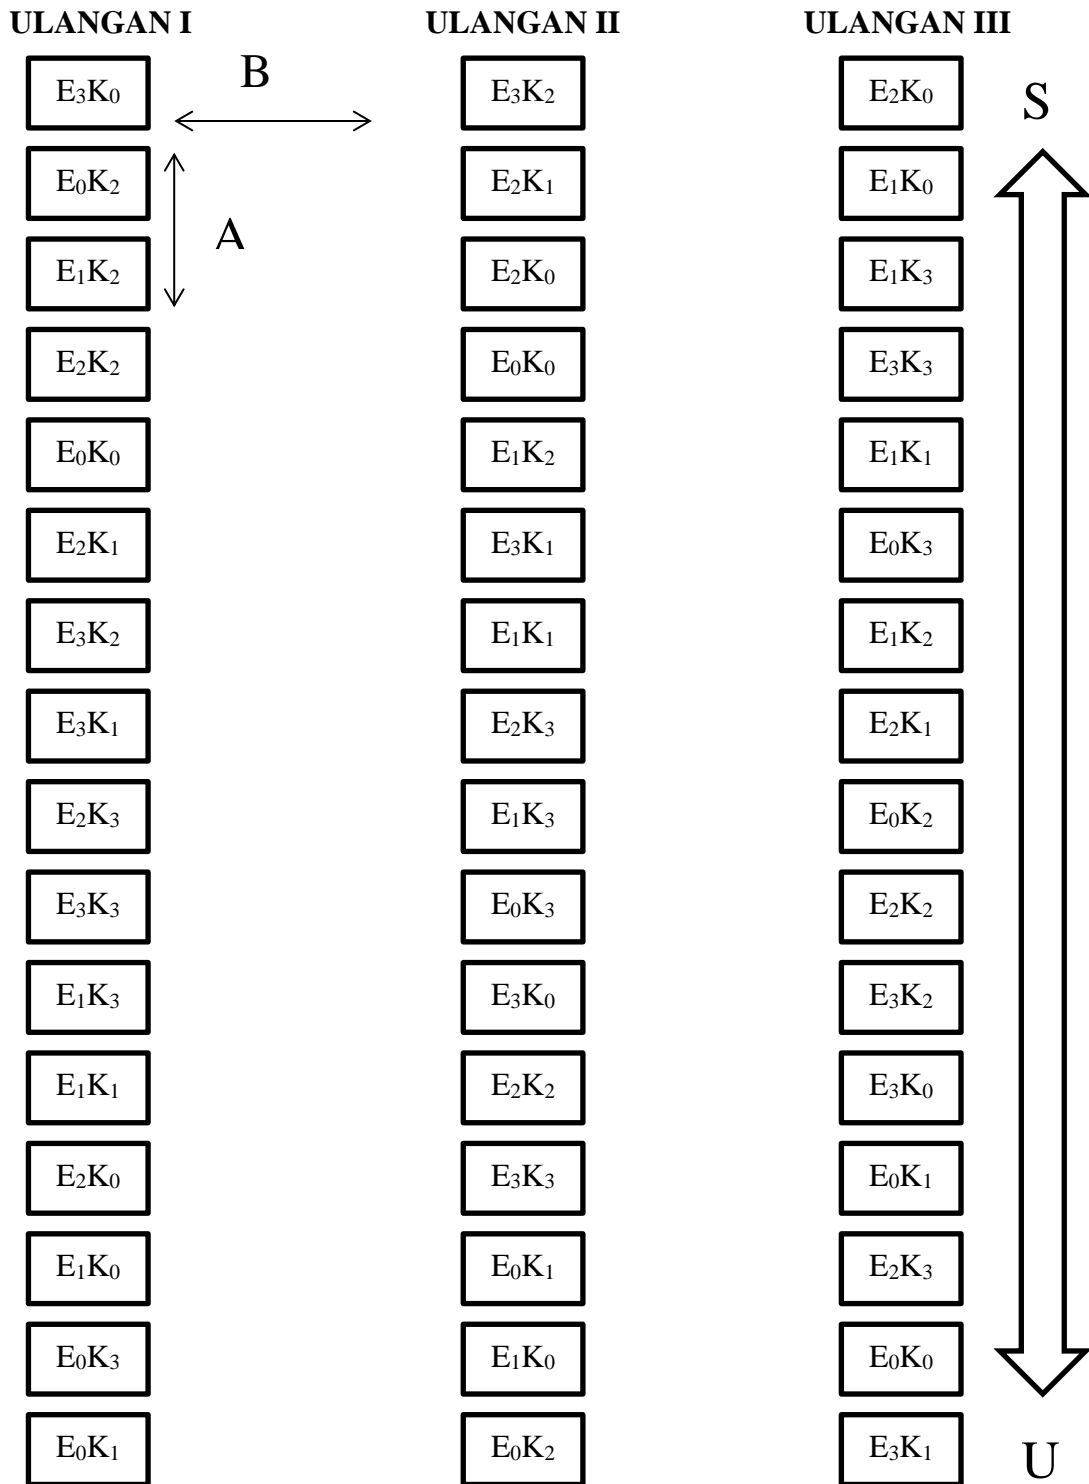 ULANGAN I ULANGAN II ULANGAN III
E₃K₀ B E₃K₂ E₂K₀ S
E₀K₂ E₂K₁ E₁K₀
A
E₁K₂ E₂K₀ E₁K₃
E₂K₂ E₀K₀ E₃K₃
E₀K₀ E₁K₂ E₁K₁
E₂K₁ E₃K₁ E₀K₃
E₃K₂ E₁K₁ E₁K₂
E₃K₁ E₂K₃ E₂K₁
E₂K₃ E₁K₃ E₀K₂
E₃K₃ E₀K₃ E₂K₂
E₁K₃ E₃K₀ E₃K₂
E₁K₁ E₂K₂ E₃K₀
E₂K₀ E₃K₃ E₀K₁
E₁K₀ E₀K₁ E₂K₃
E₀K₃ E₁K₀ E₀K₀
E₀K₁ E₀K₂ E₃K₁ U